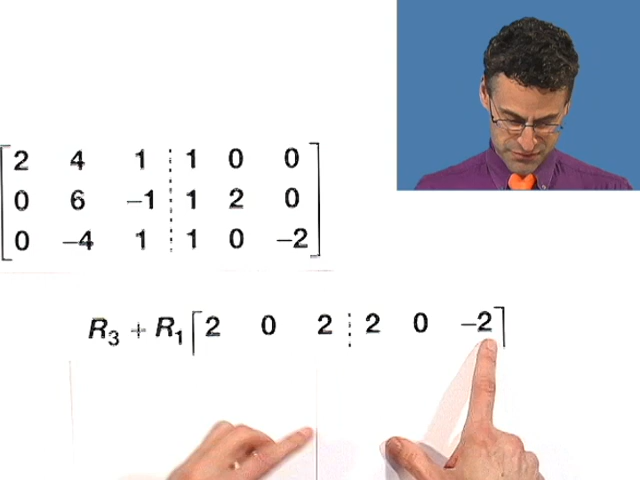 2 4 1 1 0 0
0 6 –1 1 2 0
0 –4 1 1 0 –2
R3 + R1 2 0 2 2 0 –2